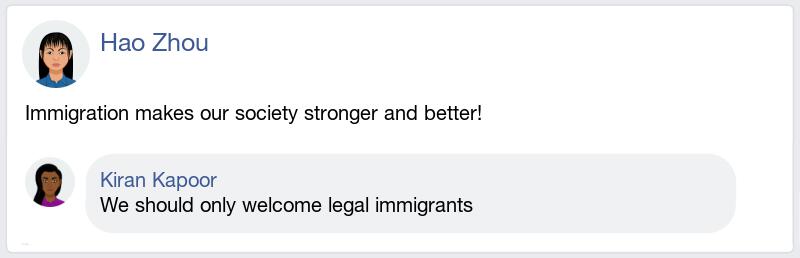 Hao Zhou
Immigration makes our society stronger and better!
Kiran Kapoor
We should only welcome legal immigrants